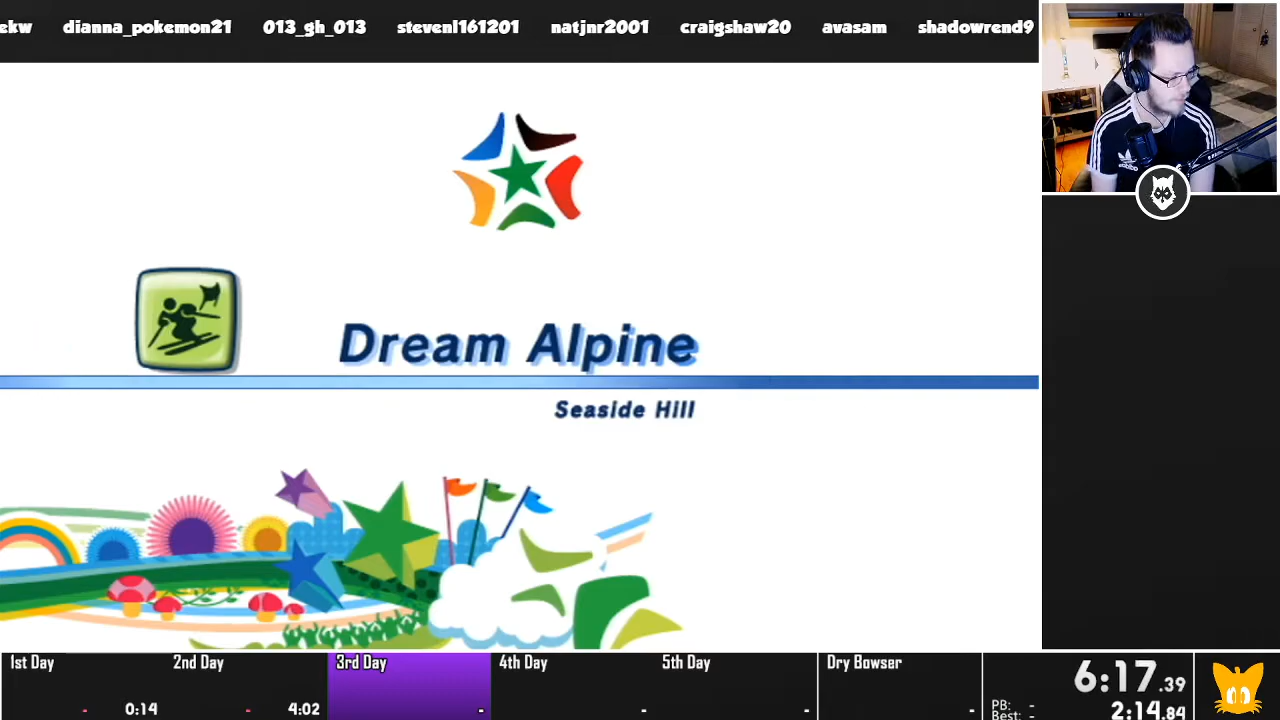 ekw dianna_pokemon21 013_gh_013 stevenl161201 natjnr2001 craigshaw20 avasam shadowrend9
Dream Alpine
Seaside Hill
1st Day 2nd Day 3rd Day 4th Day 5th Day Dry Bowser
- 0:14 - 4:02 - - - -
6:17.39
PB: -
Best: - 2:14.84